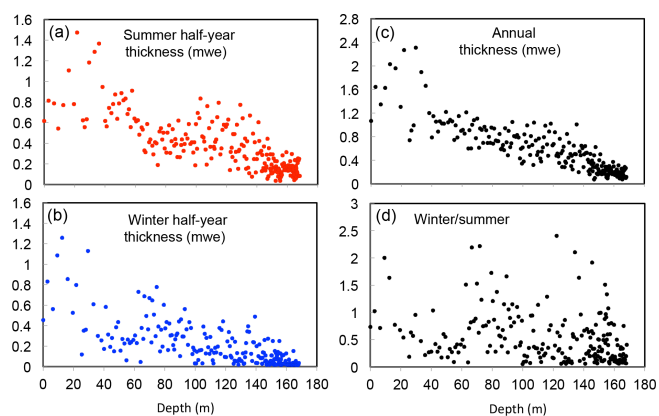 (a)
Summer half-year
thickness (mwe)
1.6
1.4
1.2
1
0.8
0.6
0.4
0.2
0
(c)
Annual
thickness (mwe)
2.8
2.4
2.0
1.6
1.2
0.8
0.4
0
(b)
Winter half-year
thickness (mwe)
1.6
1.4
1.2
1
0.8
0.6
0.4
0.2
0
0 20 40 60 80 100 120 140 160 180
Depth (m)
(d)
Winter/summer
3
2.5
2
1.5
1
0.5
0
0 20 40 60 80 100 120 140 160 180
Depth (m)